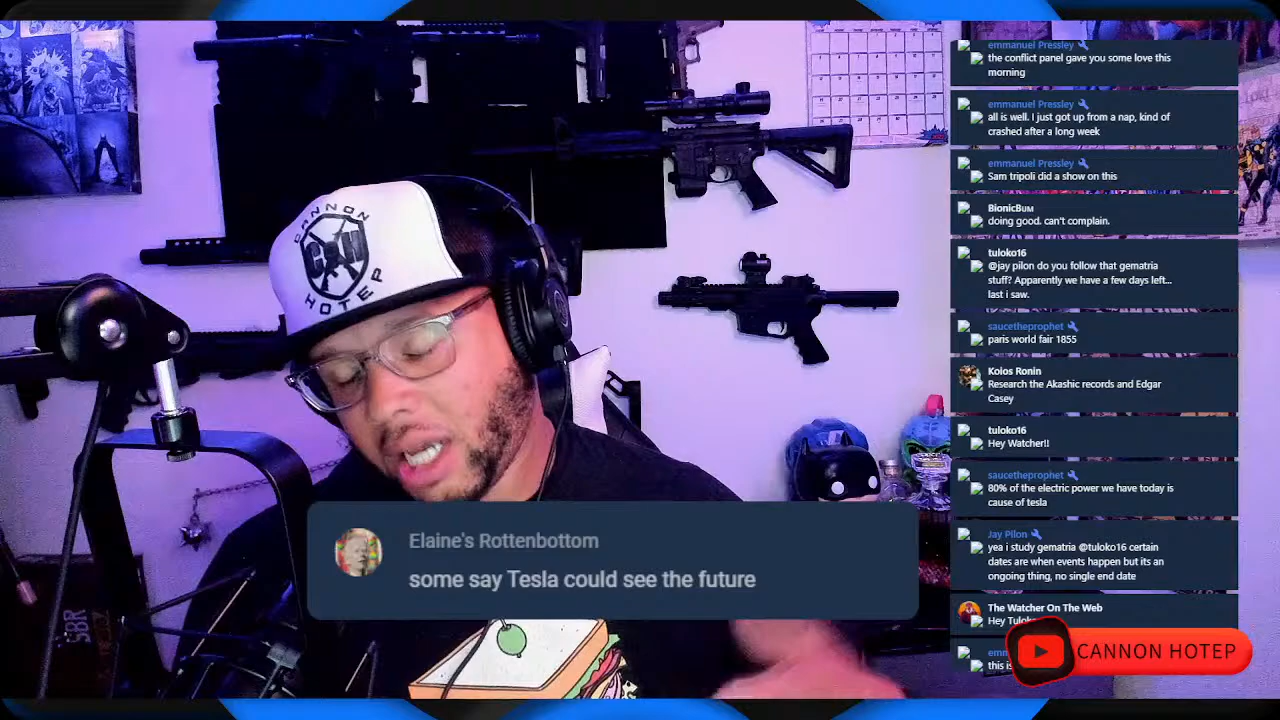 CANNON
HOTEP
SBR
Elaine's Rottenbottom
some say Tesla could see the future
emmanuel Pressley
the conflict panel gave you some love this
morning
emmanuel Pressley
all is well. I just got up from a nap, kind of
crashed after a long week
emmanuel Pressley
Sam tripoli did a show on this
BionicBum
doing good. can't complain.
tuloko16
@jay pilon do you follow that gematria
stuff? Apparently we have a few days left...
last i saw.
saucetheprophet
paris world fair 1855
Koios Ronin
Research the Akashic records and Edgar
Casey
tuloko16
Hey Watcher!!
saucetheprophet
80% of the electric power we have today is
cause of tesla
Jay Pilon
yea i study gematria @tuloko16 certain
dates are when events happen but its an
ongoing thing, no single end date
The Watcher On The Web
Hey
CANNON HOTEP